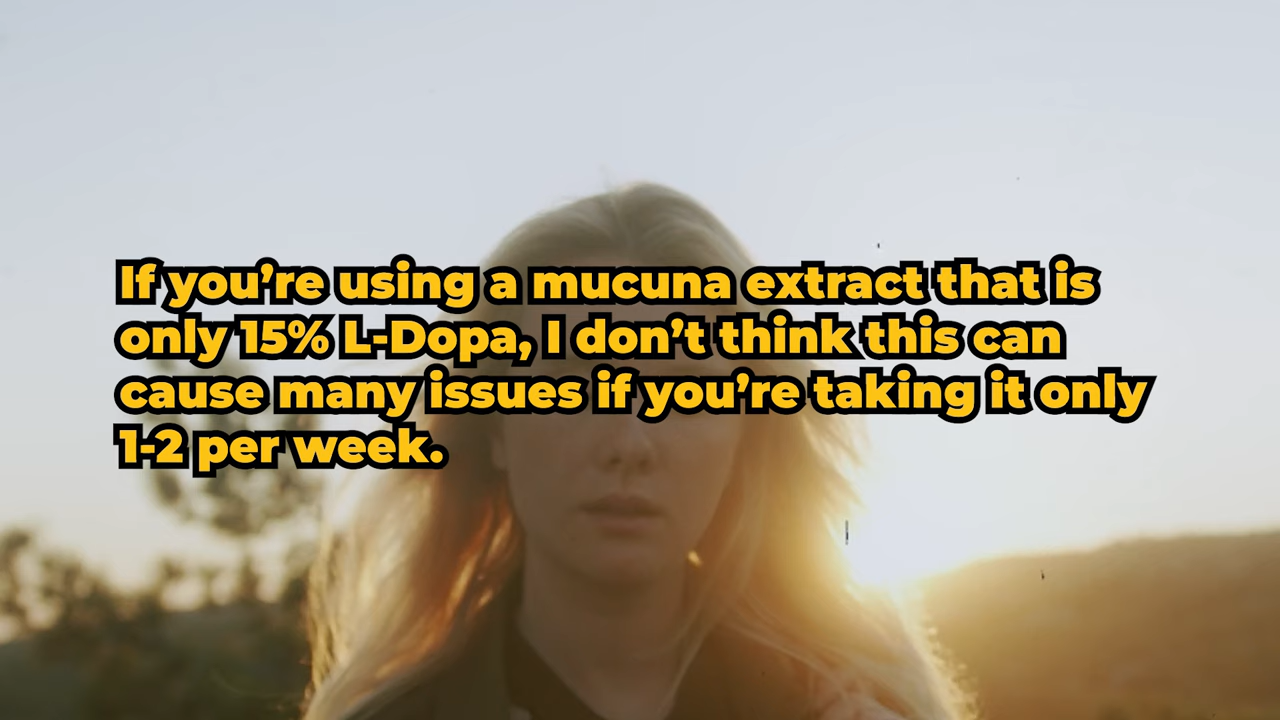 If you’re using a mucuna extract that is
only 15% L-Dopa, I don’t think this can
cause many issues if you’re taking it only
1-2 per week.